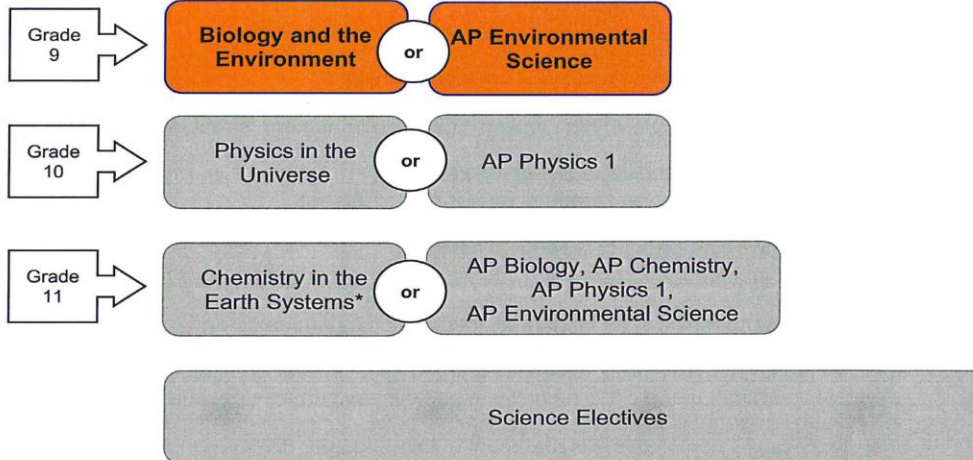 Grade
9
Biology and the
Environment
or
AP Environmental
Science
Grade
10
Physics in the
Universe
or
AP Physics 1
Grade
11
Chemistry in the
Earth Systems*
or
AP Biology, AP Chemistry,
AP Physics 1,
AP Environmental Science
Science Electives